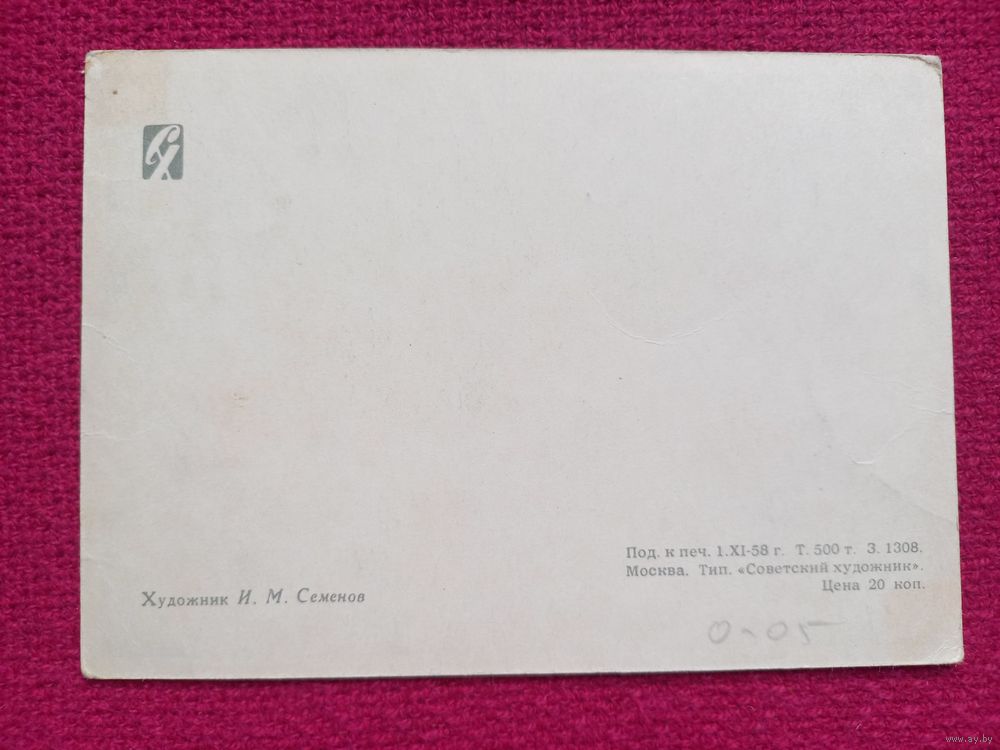 СХ
Под. к печ. 1.XI-58 г. Т. 500 т. З. 1308.
Москва. Тип. «Советский художник».
Цена 20 коп.
Художник И. М. Семенов
0-05
www.ay.by